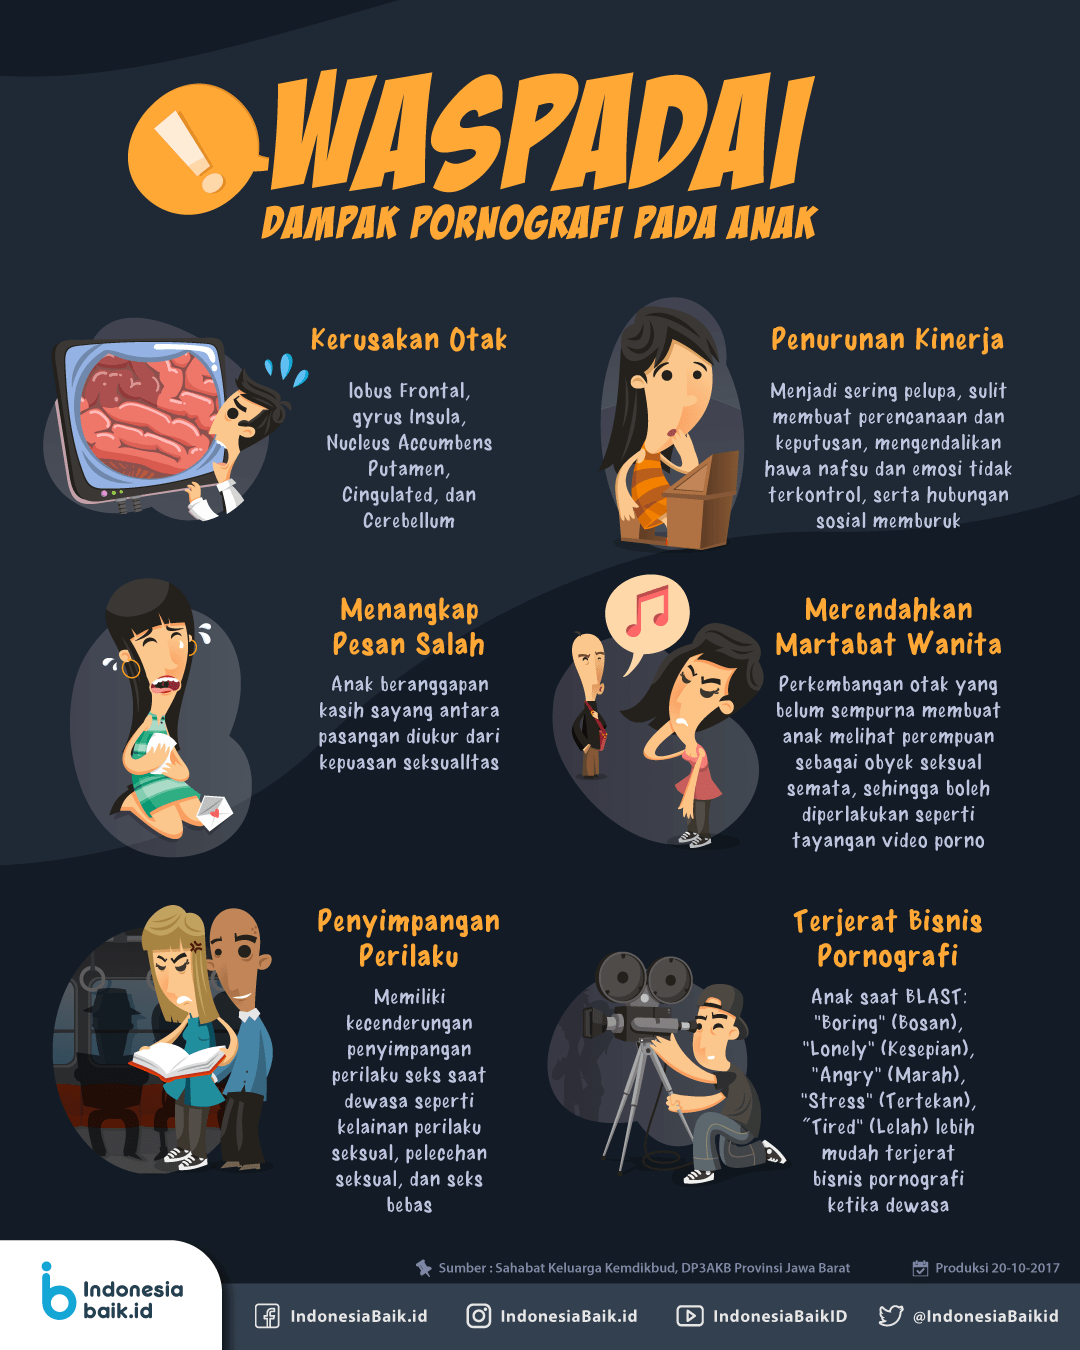 WASPADAI
DAMPAK PORNOGRAFI PADA ANAK
Kerusakan Otak
lobus Frontal,
gyrus Insula,
Nucleus Accumbens
Putamen,
Cingulated, dan
Cerebellum
Penurunan Kinerja
Menjadi sering pelupa, sulit
membuat perencanaan dan
keputusan, mengendalikan
hawa nafsu dan emosi tidak
terkontrol, serta hubungan
sosial memburuk
Menangkap
Pesan Salah
Anak beranggapan
kasih sayang antara
pasangan diukur dari
kepuasan seksualltas
Merendahkan
Martabat Wanita
Perkembangan otak yang
belum sempurna membuat
anak melihat perempuan
sebagai obyek seksual
semata, sehingga boleh
diperlakukan seperti
tayangan video porno
Penyimpangan
Perilaku
Memiliki
kecenderungan
penyimpangan
perilaku seks saat
dewasa seperti
kelainan perilaku
seksual, pelecehan
seksual, dan seks
bebas
Terjerat Bisnis
Pornografi
Anak saat BLAST:
"Boring" (Bosan),
"Lonely" (Kesepian),
"Angry" (Marah),
"Stress" (Tertekan),
"Tired" (Lelah) lebih
mudah terjerat
bisnis pornografi
ketika dewasa
Sumber : Sahabat Keluarga Kemdikbud, DP3AKB Provinsi Jawa Barat
Produksi 20-10-2017
Indonesia
baik.id
IndonesiaBaik.id
IndonesiaBaik.id
IndonesiaBaikID
@IndonesiaBaikid